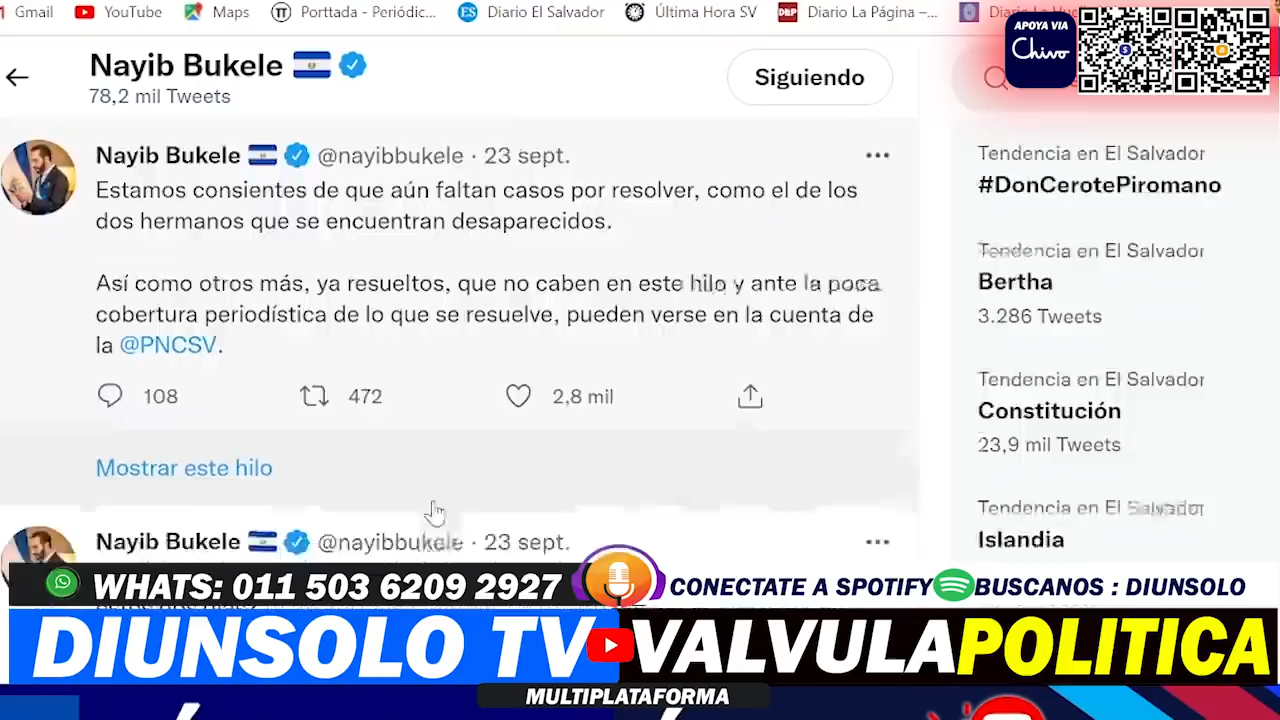 Gmail
YouTube
Maps
Porttada - Periódic...
Diario El Salvador
Última Hora SV
Diario La Página –...
APOYA VIA
Chivo
Nayib Bukele
78,2 mil Tweets
Siguiendo
Nayib Bukele @nayibbukele · 23 sept.
Estamos consientes de que aún faltan casos por resolver, como el de los
dos hermanos que se encuentran desaparecidos.
Así como otros más, ya resueltos, que no caben en este hilo y ante la poca
cobertura periodística de lo que se resuelve, pueden verse en la cuenta de
la @PNCSV.
108
472
2,8 mil
Mostrar este hilo
Nayib Bukele @nayibbukele · 23 sept.
Tendencia en El Salvador
#DonCerotePiromano
Tendencia en El Salvador
Bertha
3.286 Tweets
Tendencia en El Salvador
Constitución
23,9 mil Tweets
Tendencia en El Salvador
Islandia
WHATS: 011 503 6209 2927
CONECTATE A SPOTIFY BUSCANOS : DIUNSOLO
DIUNSOLO TV VALVULAPOLITICA
MULTIPLATAFORMA